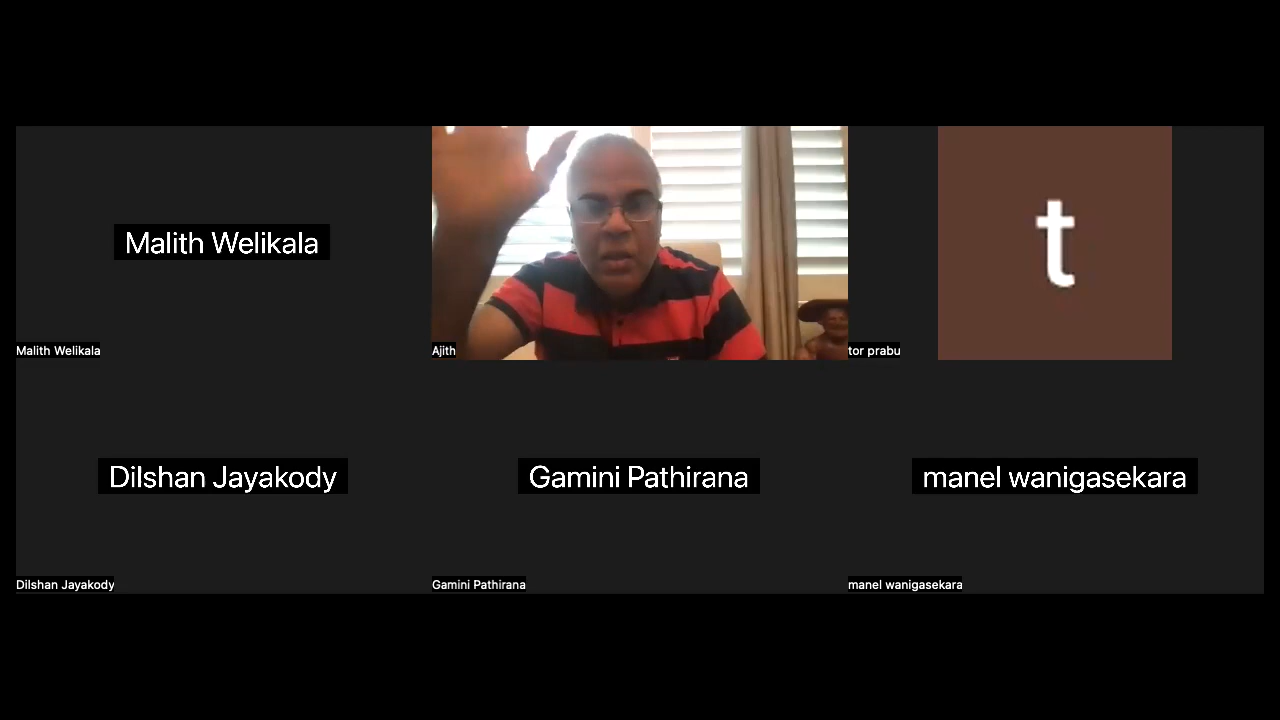 Malith Welikala
Malith Welikala
Ajith
t
tor prabu
Dilshan Jayakody
Gamini Pathirana
manel wanigasekara
Dilshan Jayakody
Gamini Pathirana
manel wanigasekara